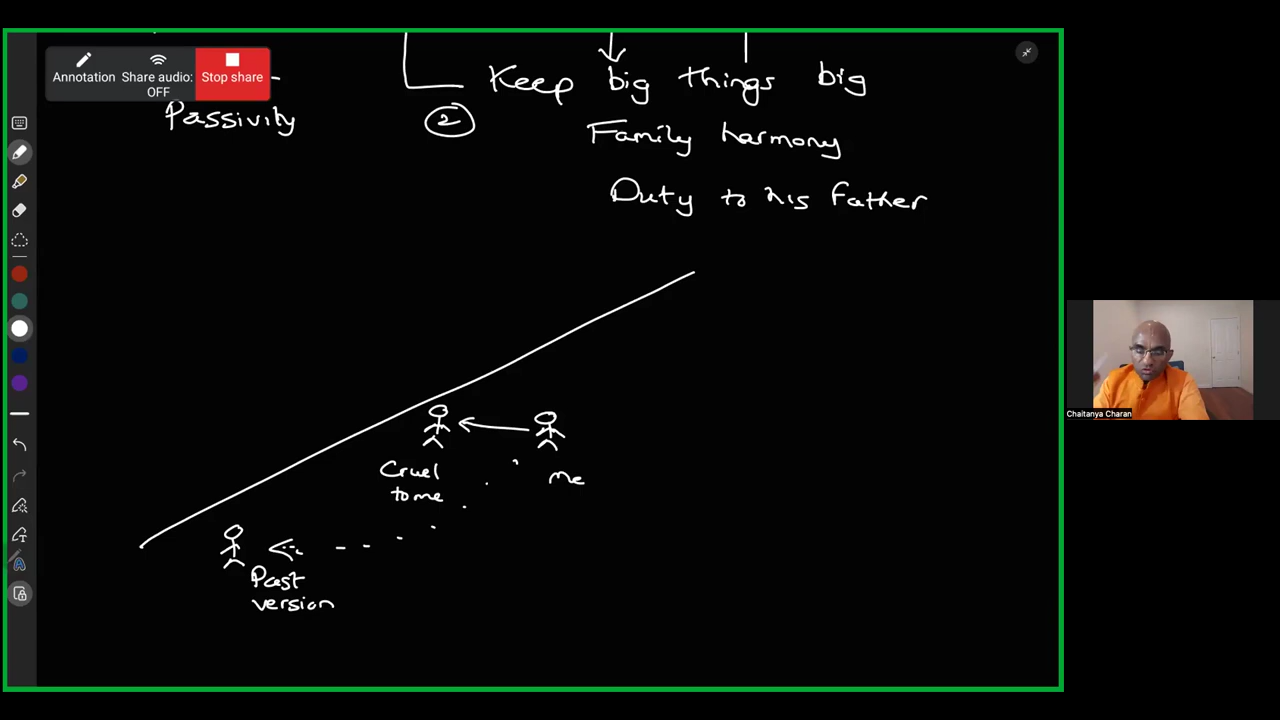 Annotation
Share audio:
OFF
Stop share
Passivity
2
Keep big things big
Family harmony
Duty to his father
Cruel
to me
me
Past
version
Chaitanya Charan